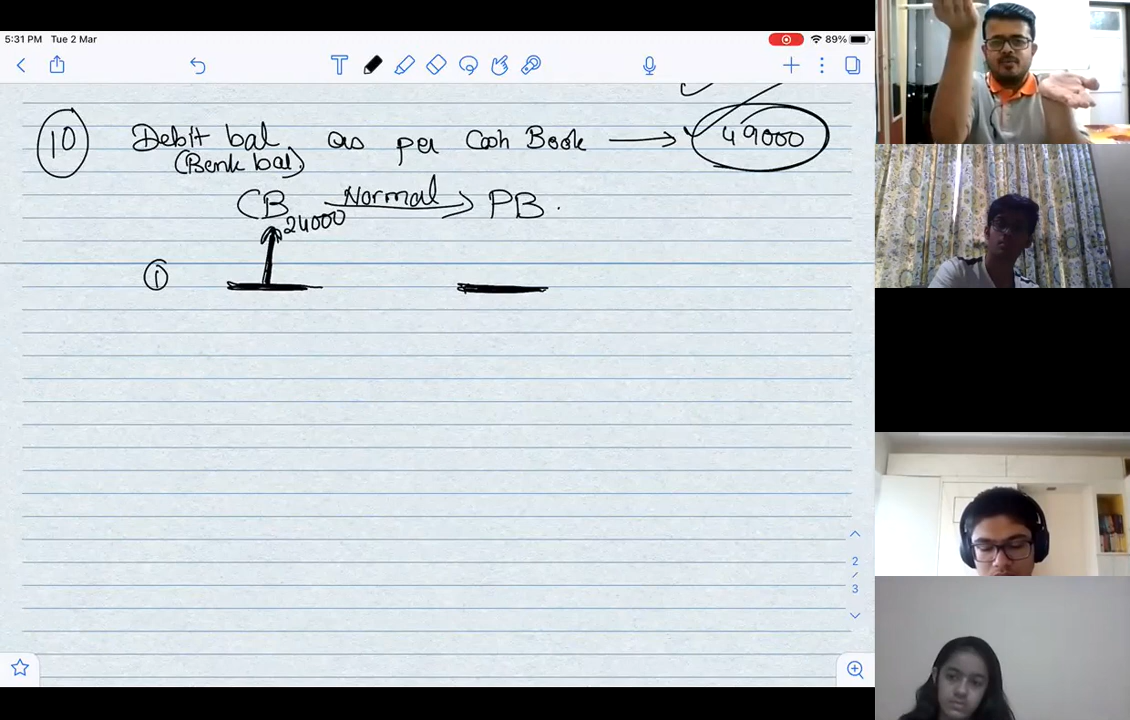 5:31 PM Tue 2 Mar
89%
T
10 Debit bal as per Cash Book → 49000
(Bank bal)
CB Normal PB.
24000
1
2
/
3